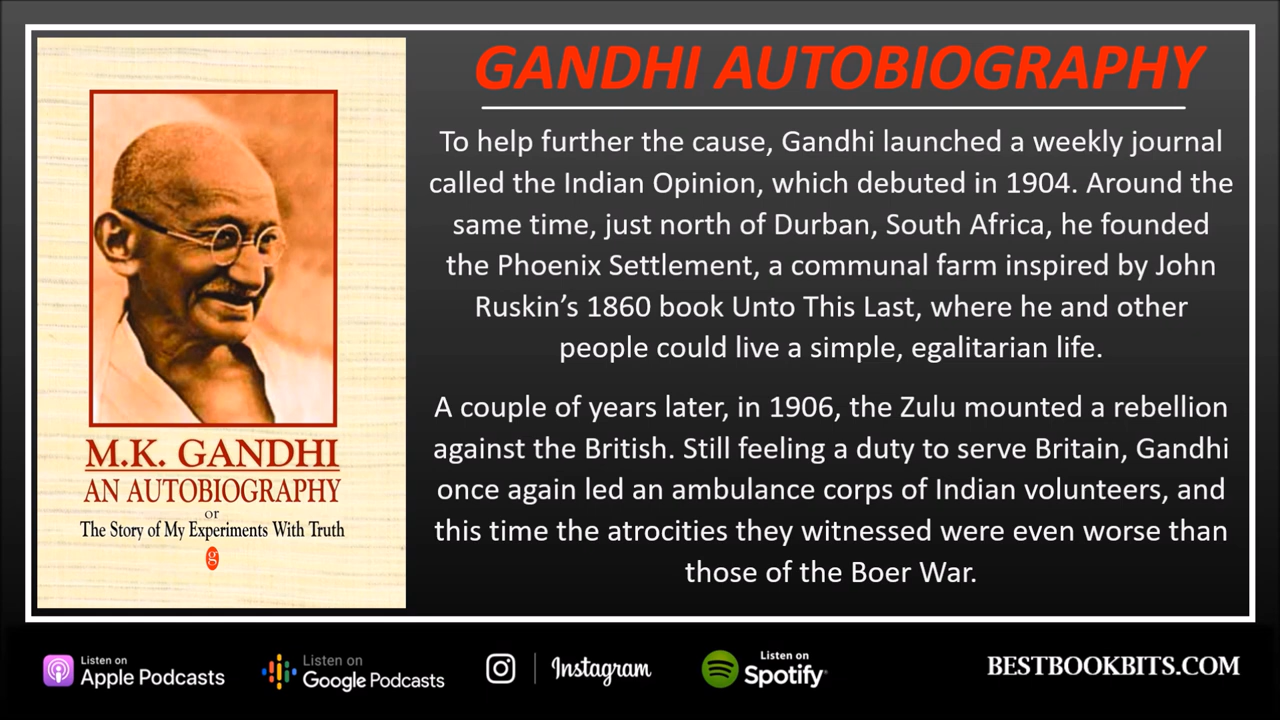 GANDHI AUTOBIOGRAPHY
To help further the cause, Gandhi launched a weekly journal
called the Indian Opinion, which debuted in 1904. Around the
same time, just north of Durban, South Africa, he founded
the Phoenix Settlement, a communal farm inspired by John
Ruskin’s 1860 book Unto This Last, where he and other
people could live a simple, egalitarian life.
A couple of years later, in 1906, the Zulu mounted a rebellion
against the British. Still feeling a duty to serve Britain, Gandhi
once again led an ambulance corps of Indian volunteers, and
this time the atrocities they witnessed were even worse than
those of the Boer War.
M.K. GANDHI
AN AUTOBIOGRAPHY
or
The Story of My Experiments With Truth
g
Listen on
Apple Podcasts
Listen on
Google Podcasts
Instagram
Listen on
Spotify
BESTBOOKBITS.COM